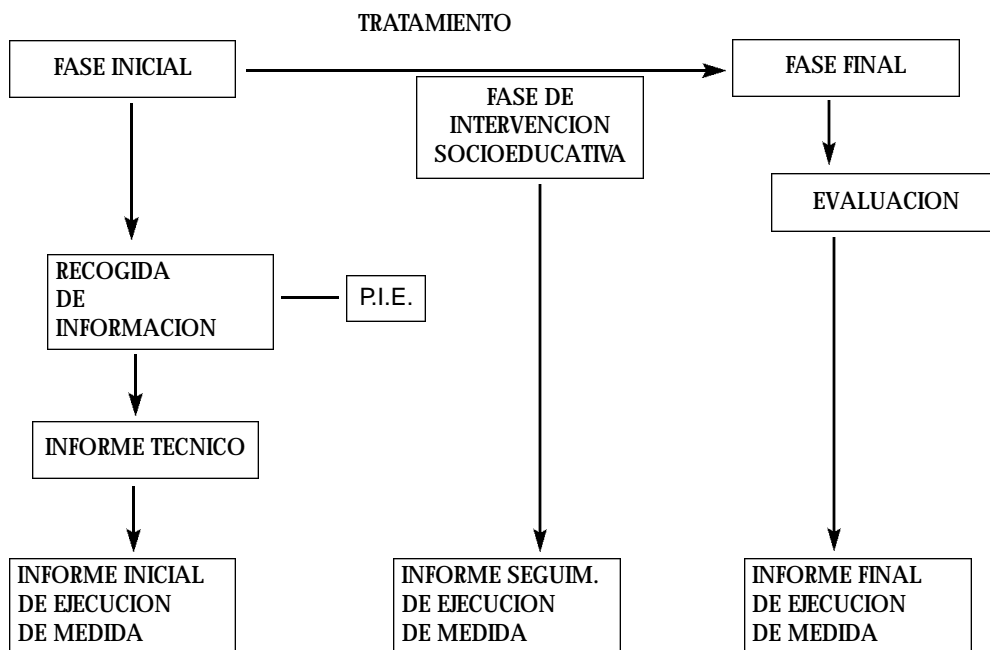 TRATAMIENTO
FASE INICIAL
FASE FINAL
FASE DE
INTERVENCION
SOCIOEDUCATIVA
EVALUACION
RECOGIDA
DE
INFORMACION
P.I.E.
INFORME TECNICO
INFORME INICIAL
DE EJECUCION
DE MEDIDA
INFORME SEGUIM.
DE EJECUCION
DE MEDIDA
INFORME FINAL
DE EJECUCION
DE MEDIDA